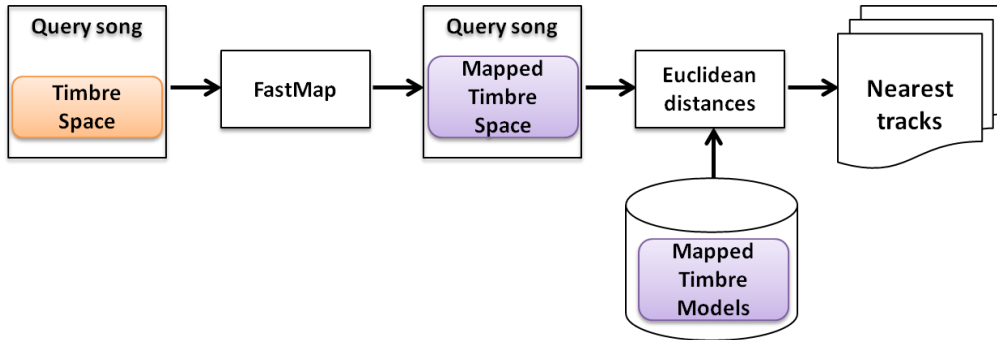 Query song
Timbre
Space
FastMap
Query song
Mapped
Timbre
Space
Euclidean
distances
Nearest
tracks
Mapped
Timbre
Models